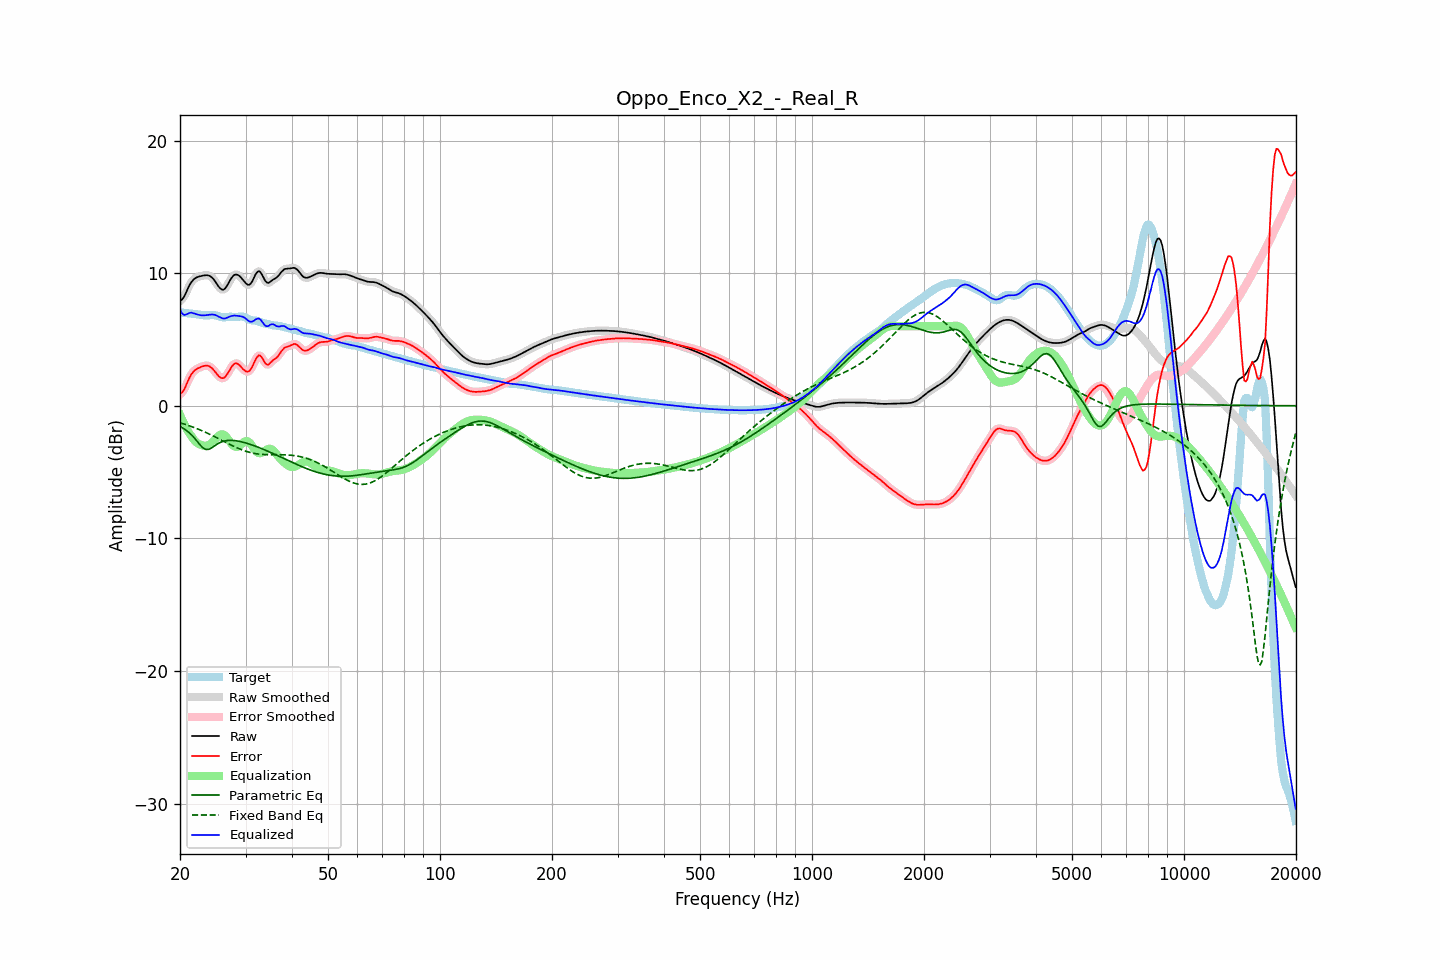 Oppo_Enco_X2_-_Real_R
Amplitude (dBr)
20
10
0
−10
−20
−30
Target
Raw Smoothed
Error Smoothed
Raw
Error
Equalization
Parametric Eq
Fixed Band Eq
Equalized
20 50 100 200 500 1000 2000 5000 10000 20000
Frequency (Hz)